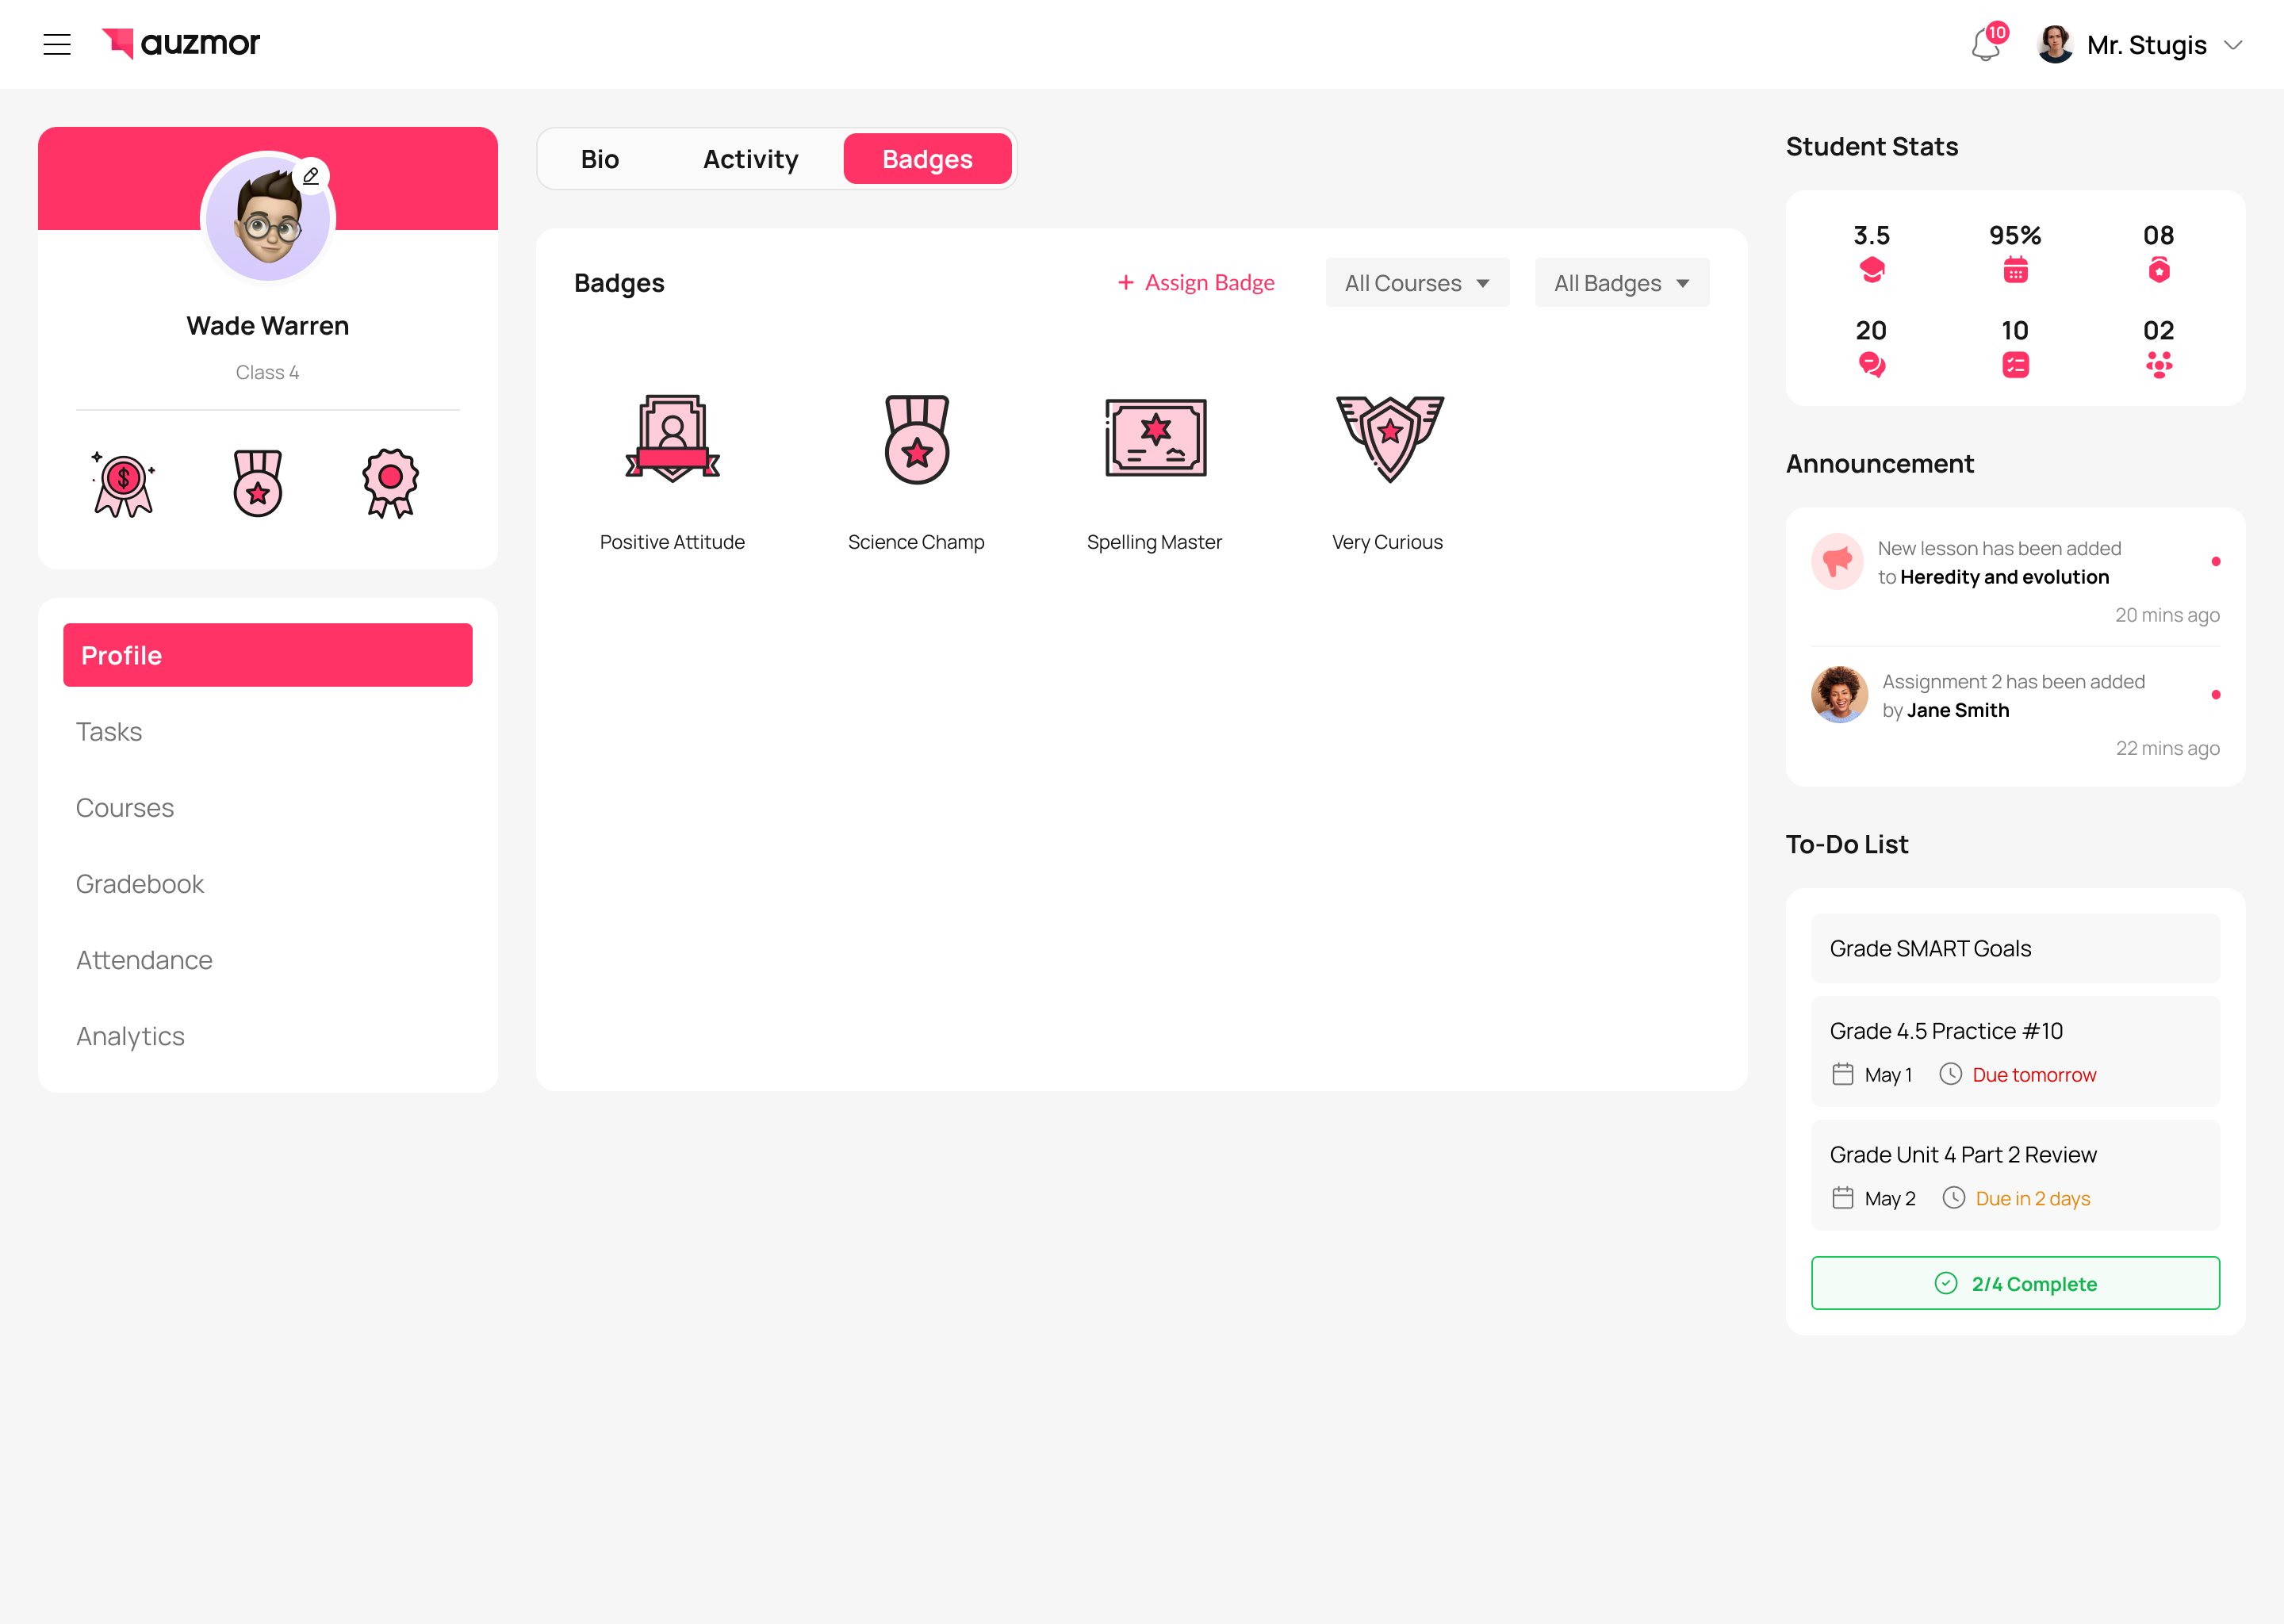 auzmor
10
Mr. Stugis
Wade Warren
Class 4
$
Profile
Tasks
Courses
Gradebook
Attendance
Analytics
Bio
Activity
Badges
Badges
+ Assign Badge
All Courses
All Badges
Positive Attitude
Science Champ
Spelling Master
Very Curious
Student Stats
3.5
95%
08
20
10
02
Announcement
New lesson has been added
to Heredity and evolution
20 mins ago
Assignment 2 has been added
by Jane Smith
22 mins ago
To-Do List
Grade SMART Goals
Grade 4.5 Practice #10
May 1
Due tomorrow
Grade Unit 4 Part 2 Review
May 2
Due in 2 days
2/4 Complete